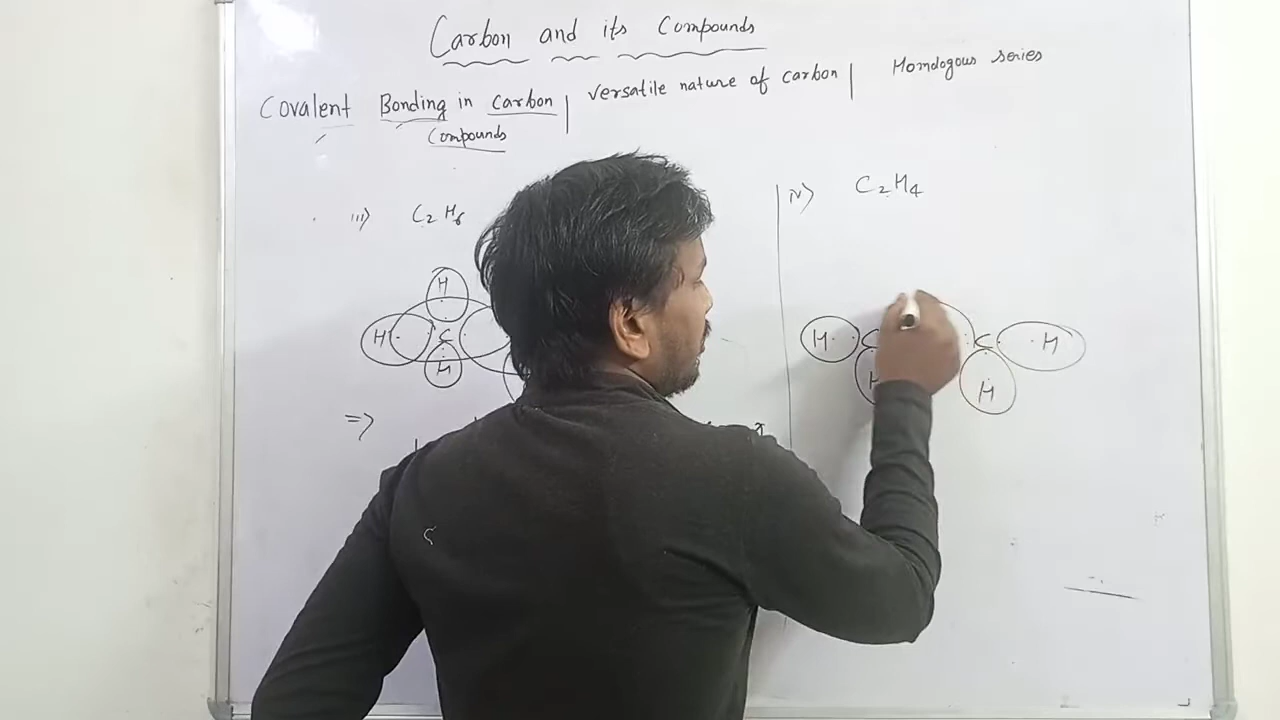 Carbon and its Compounds
Covalent Bonding in Carbon | versatile nature of carbon | Homologous series
Compounds
iii) C2H6
iv) C2H4
H
H C
H
H C C H
H H
=>